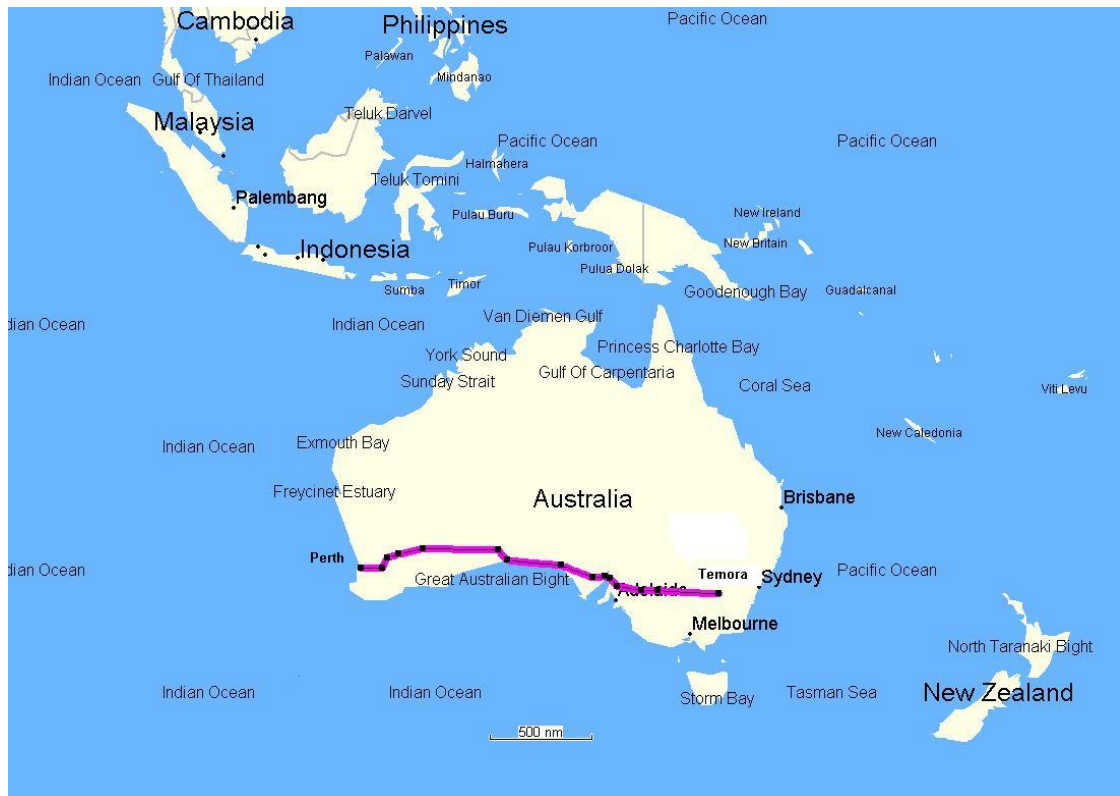 Cambodia
Philippines
Pacific Ocean
Palawan
Indian Ocean
Gulf Of Thailand
Mindanao
Teluk Darvel
Malaysia
Pacific Ocean
Pacific Ocean
Halmahera
Teluk Tomini
Palembang
Pulau Buru
New Ireland
Indonesia
Pulau Korbroor
New Britain
Pulua Dolak
Sumba
Timor
Goodenough Bay
Guadalcanal
dian Ocean
Indian Ocean
Van Diemen Gulf
York Sound
Princess Charlotte Bay
Sunday Strait
Gulf Of Carpentaria
Coral Sea
Viti Levu
Indian Ocean
Exmouth Bay
New Caledonia
Freycinet Estuary
Australia
Brisbane
Perth
dian Ocean
Great Australian Bight
Temora
Sydney
Pacific Ocean
Adelaide
Melbourne
North Taranaki Bight
Indian Ocean
Indian Ocean
Storm Bay
Tasman Sea
New Zealand
500 nm